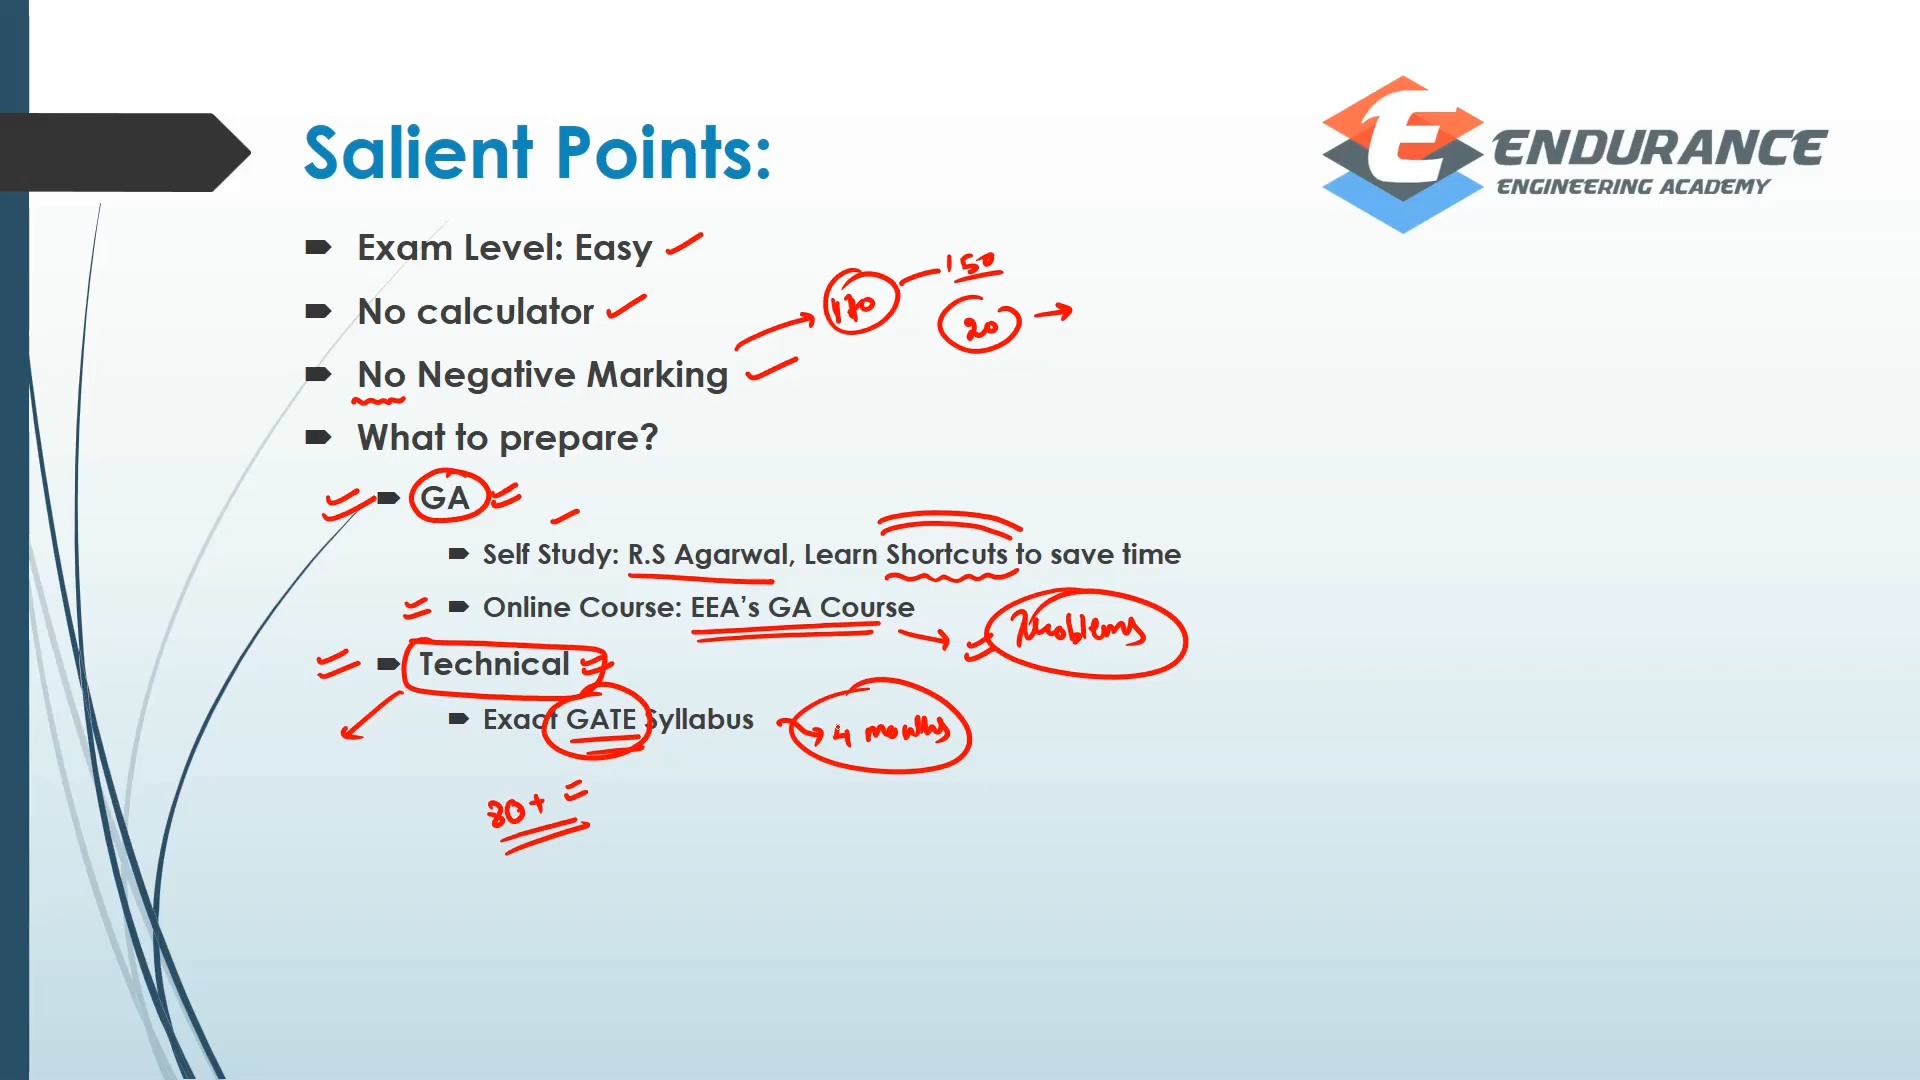 ENDURANCE
ENGINEERING ACADEMY
Salient Points:
Exam Level: Easy
No calculator
150
170
20
No Negative Marking
What to prepare?
GA
Self Study: R.S Agarwal, Learn Shortcuts to save time
Online Course: EEA’s GA Course
Problems
Technical
Exact GATE Syllabus
4 months
80+